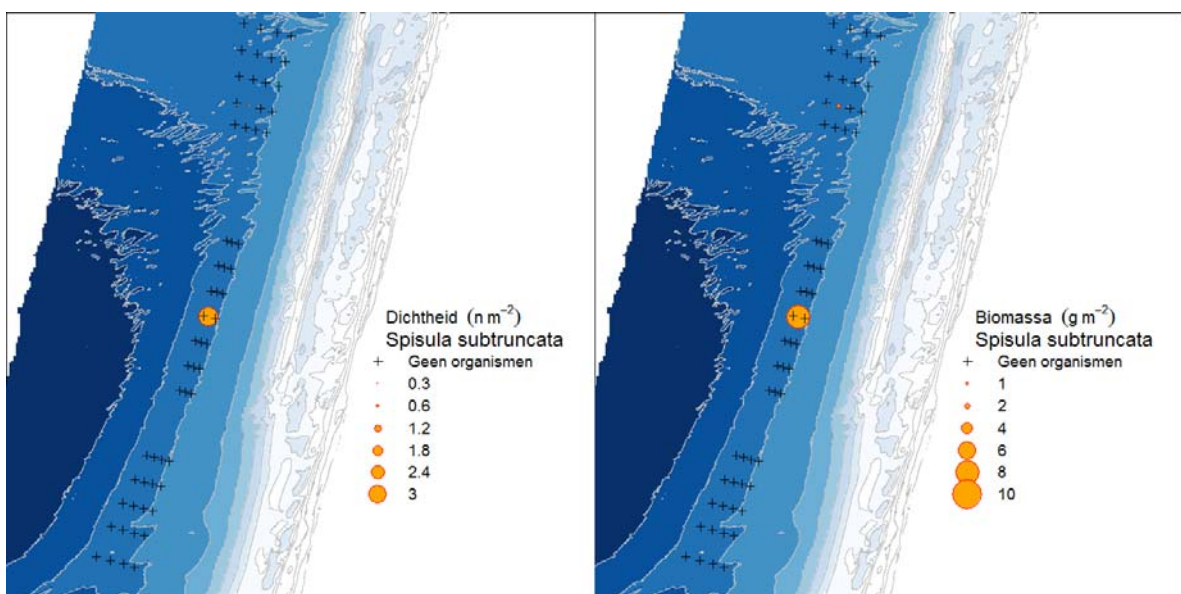 Dichtheid (n m⁻²)
Spisula subtruncata
Geen organismen
0.3
0.6
1.2
1.8
2.4
3
Biomassa (g m⁻²)
Spisula subtruncata
Geen organismen
1
2
4
6
8
10